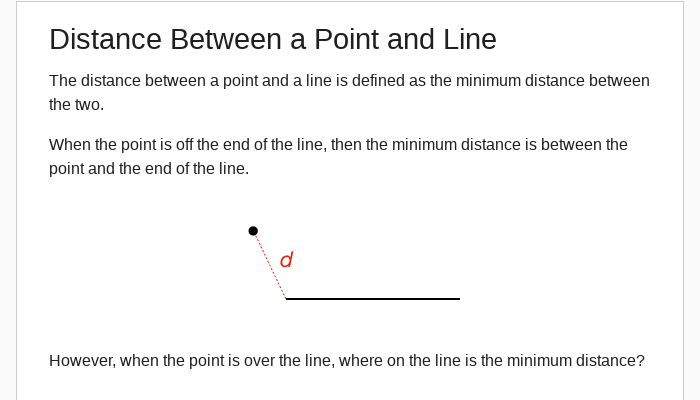 Distance Between a Point and Line
The distance between a point and a line is defined as the minimum distance between
the two.
When the point is off the end of the line, then the minimum distance is between the
point and the end of the line.
d
However, when the point is over the line, where on the line is the minimum distance?